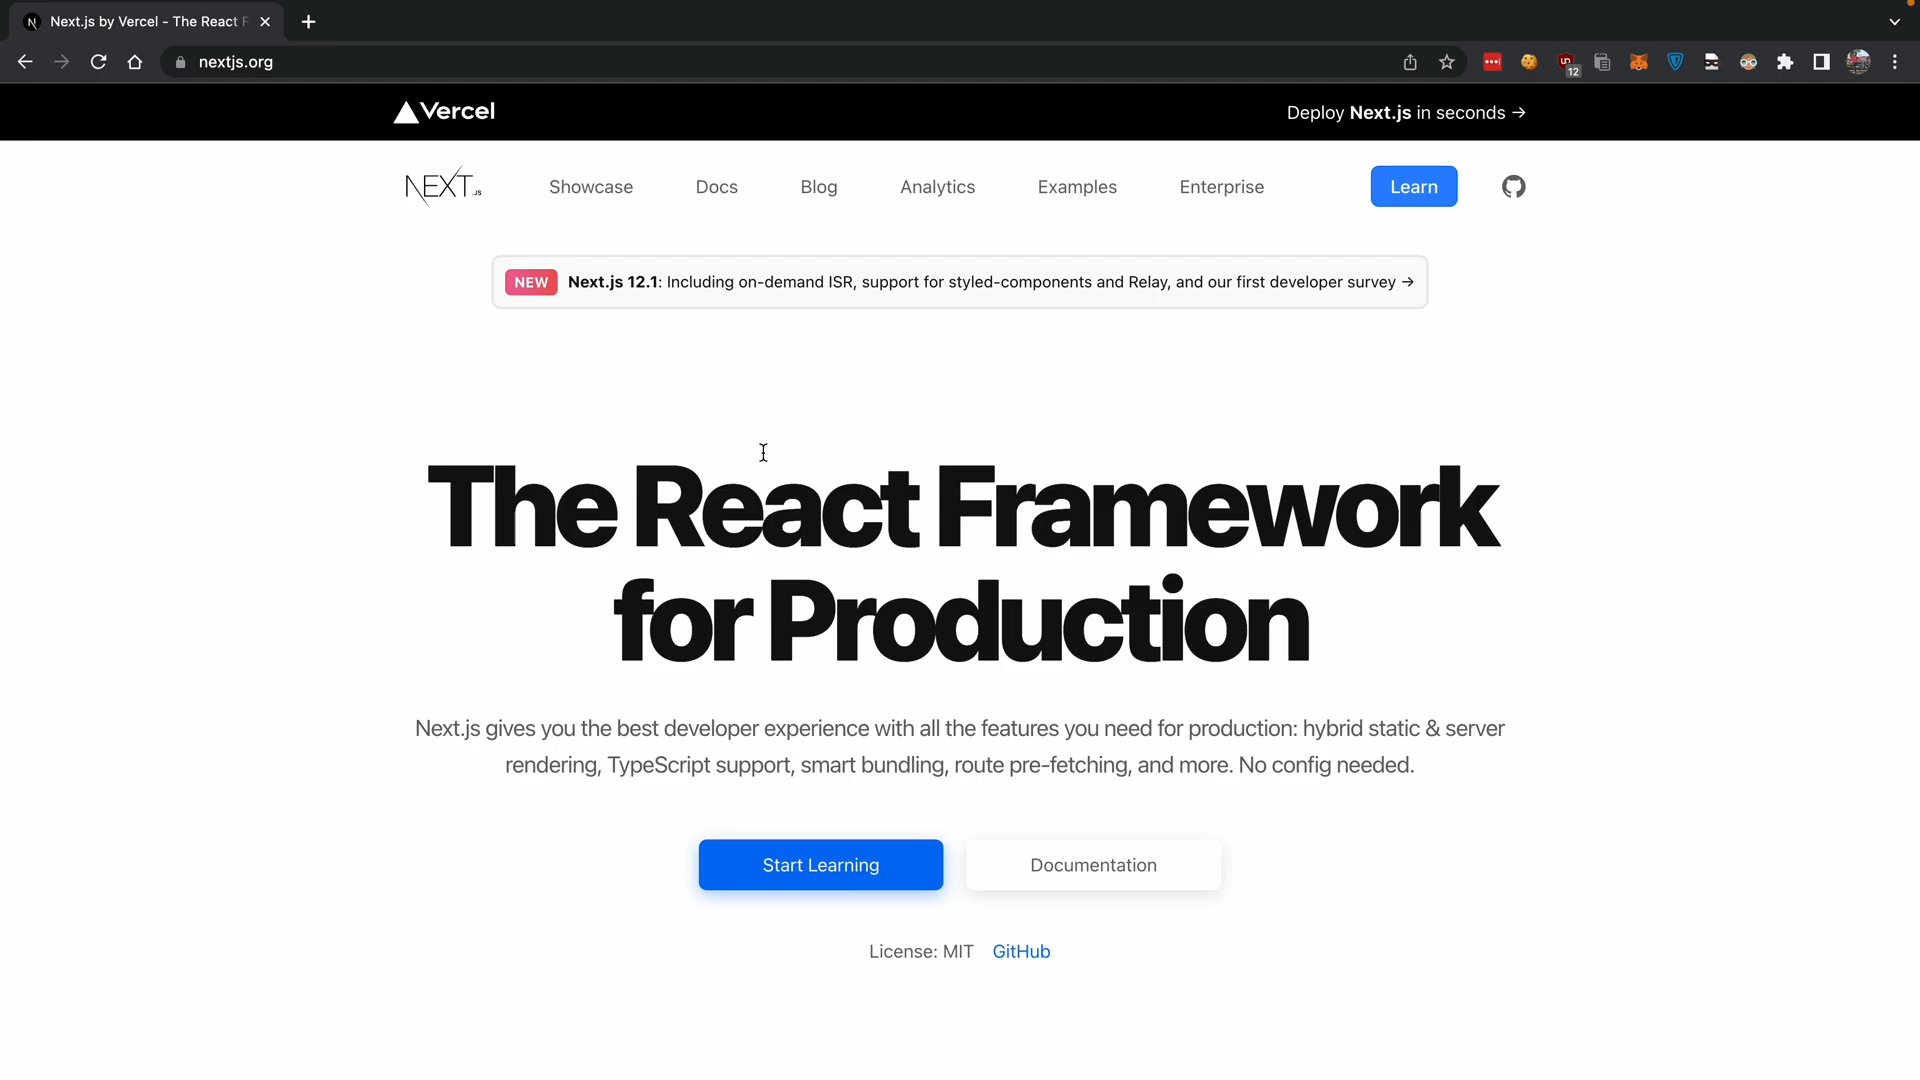 Next.js by Vercel - The React F
nextjs.org
12
Vercel
Deploy Next.js in seconds →
NEXT.JS
Showcase
Docs
Blog
Analytics
Examples
Enterprise
Learn
NEW Next.js 12.1: Including on-demand ISR, support for styled-components and Relay, and our first developer survey →
The React Framework
for Production
Next.js gives you the best developer experience with all the features you need for production: hybrid static & server
rendering, TypeScript support, smart bundling, route pre-fetching, and more. No config needed.
Start Learning
Documentation
License: MIT GitHub